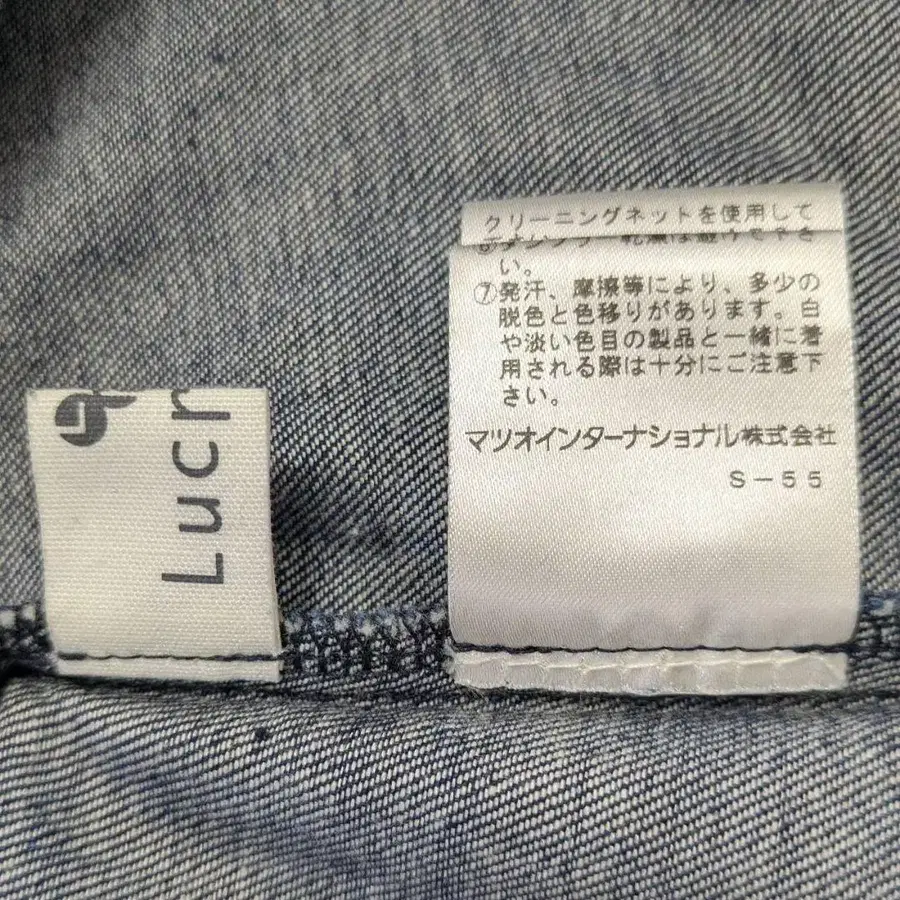 Lucr
クリーニングネットを使用して
い。
⑦発汗、摩擦等により、多少の
脱色と色移りがあります。白
や淡い色目の製品と一緒に着
用される際は十分にご注意下
さい。
マツオインターナショナル株式会社
S-55